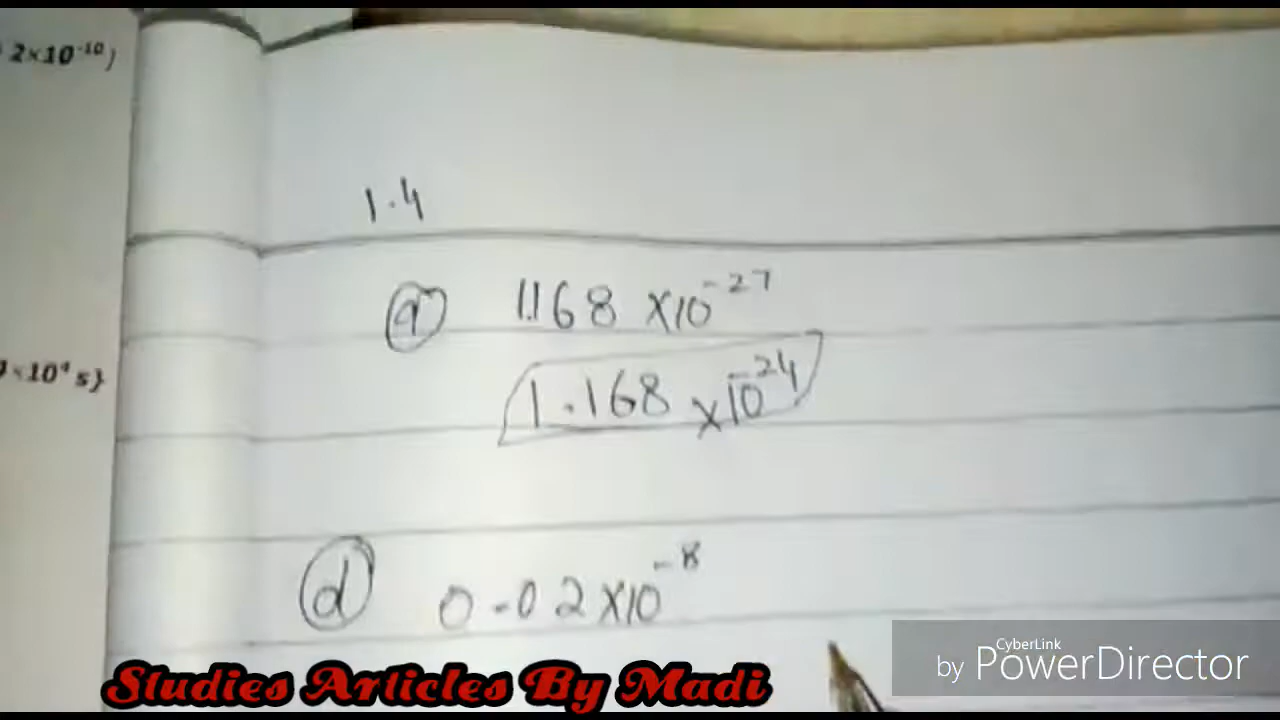 2×10⁻¹⁰)
1.4
(a) 1168 ×10⁻²⁷
1.168 ×10⁻²⁴
×10⁴ s}
(d) 0.02×10⁻⁸
CyberLink
by PowerDirector
Studies Articles By Madi